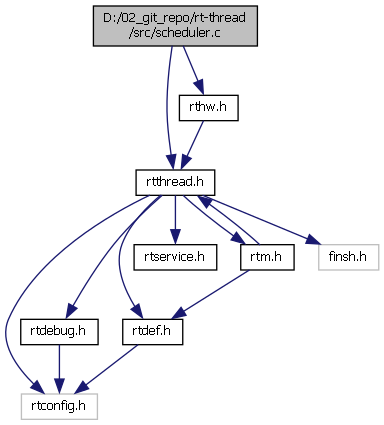 D:/02_git_repo/rt-thread
/src/scheduler.c
rthw.h
rtthread.h
rtservice.h
rtm.h
finsh.h
rtdebug.h
rtdef.h
rtconfig.h